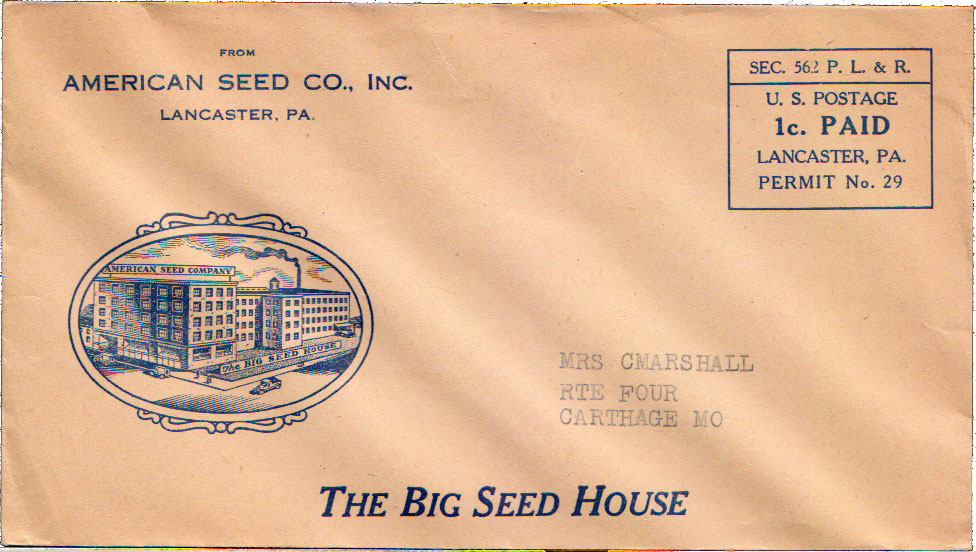 FROM
AMERICAN SEED CO., INC.
LANCASTER, PA.
SEC. 562 P. L. & R.
U. S. POSTAGE
1c. PAID
LANCASTER, PA.
PERMIT No. 29
AMERICAN SEED COMPANY
The BIG SEED HOUSE
MRS CMARSHALL
RTE FOUR
CARTHAGE MO
THE BIG SEED HOUSE